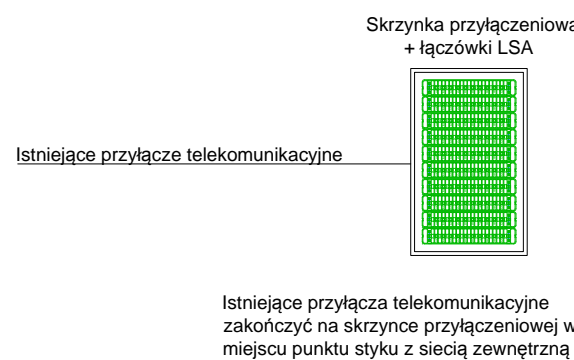 Skrzynka przyłączeniowa
+ łączówki LSA
Istniejące przyłącze telekomunikacyjne
Istniejące przyłącza telekomunikacyjne
zakończyć na skrzynce przyłączeniowej w
miejscu punktu styku z siecią zewnętrzną